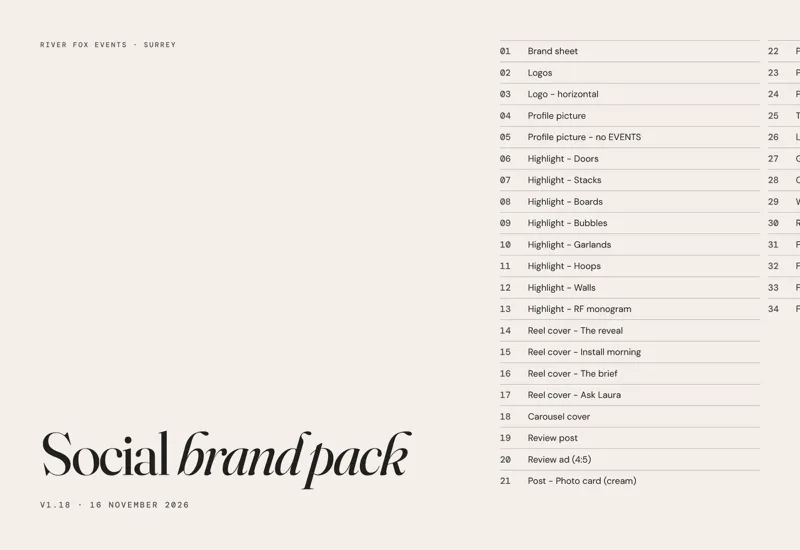 RIVER FOX EVENTS · SURREY
01 Brand sheet
02 Logos
03 Logo - horizontal
04 Profile picture
05 Profile picture - no EVENTS
06 Highlight - Doors
07 Highlight - Stacks
08 Highlight - Boards
09 Highlight - Bubbles
10 Highlight - Garlands
11 Highlight - Hoops
12 Highlight - Walls
13 Highlight - RF monogram
14 Reel cover - The reveal
15 Reel cover - Install morning
16 Reel cover - The brief
17 Reel cover - Ask Laura
18 Carousel cover
19 Review post
20 Review ad (4:5)
21 Post - Photo card (cream)
22
23
24
25
26
27
28
29
30
31
32
33
34
Social brand pack
V1.18 · 16 NOVEMBER 2026